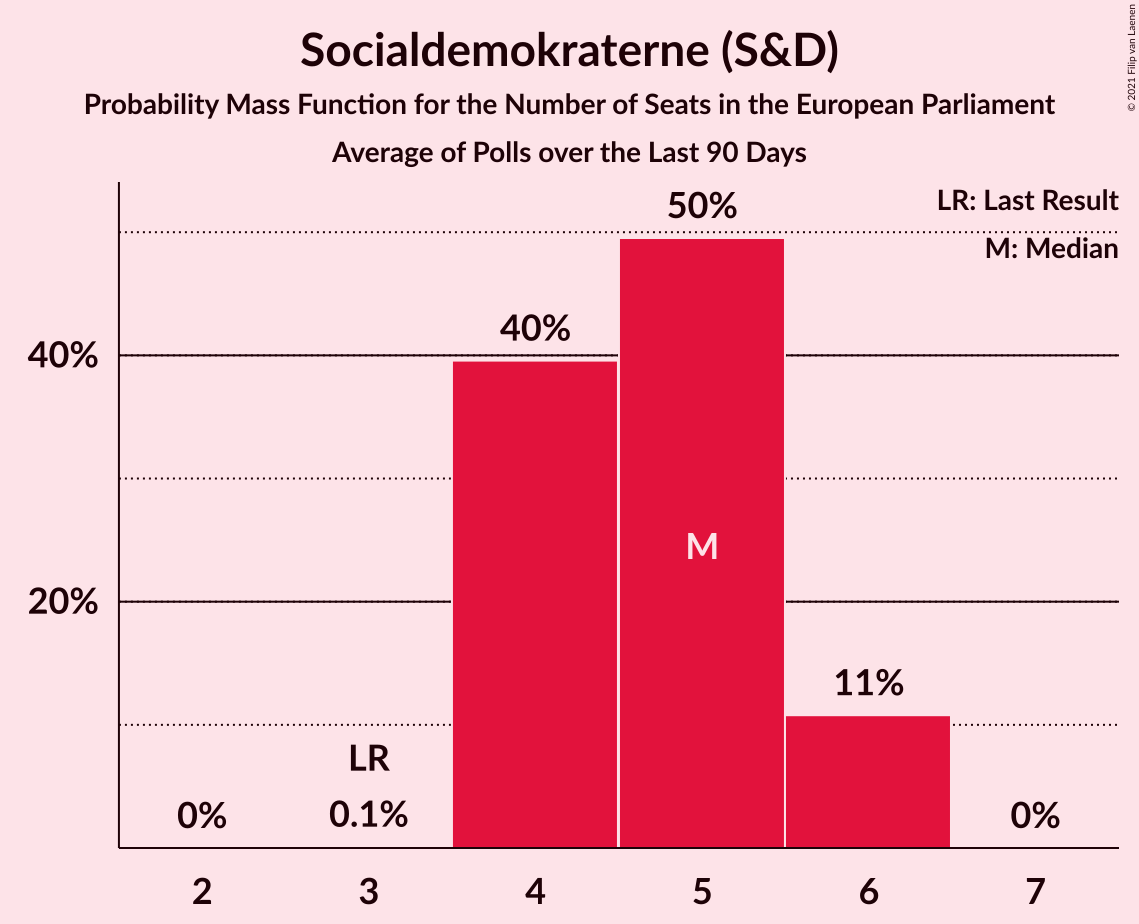 Socialdemokraterne (S&D)
Probability Mass Function for the Number of Seats in the European Parliament
Average of Polls over the Last 90 Days
© 2021 Filip van Laenen
LR: Last Result
M: Median
50%
40%
40%
M
20%
11%
LR
0%
0.1%
0%
2
3
4
5
6
7